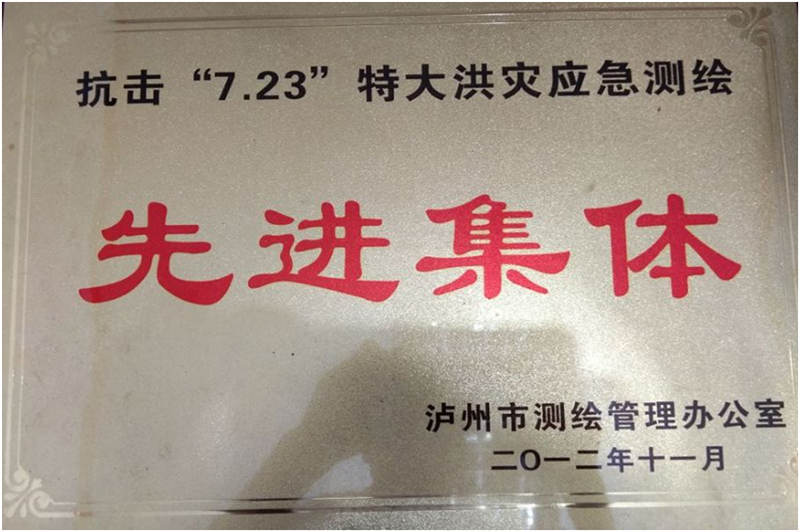 抗击“7.23”特大洪灾应急测绘
先进集体
泸州市测绘管理办公室
二〇一二年十一月